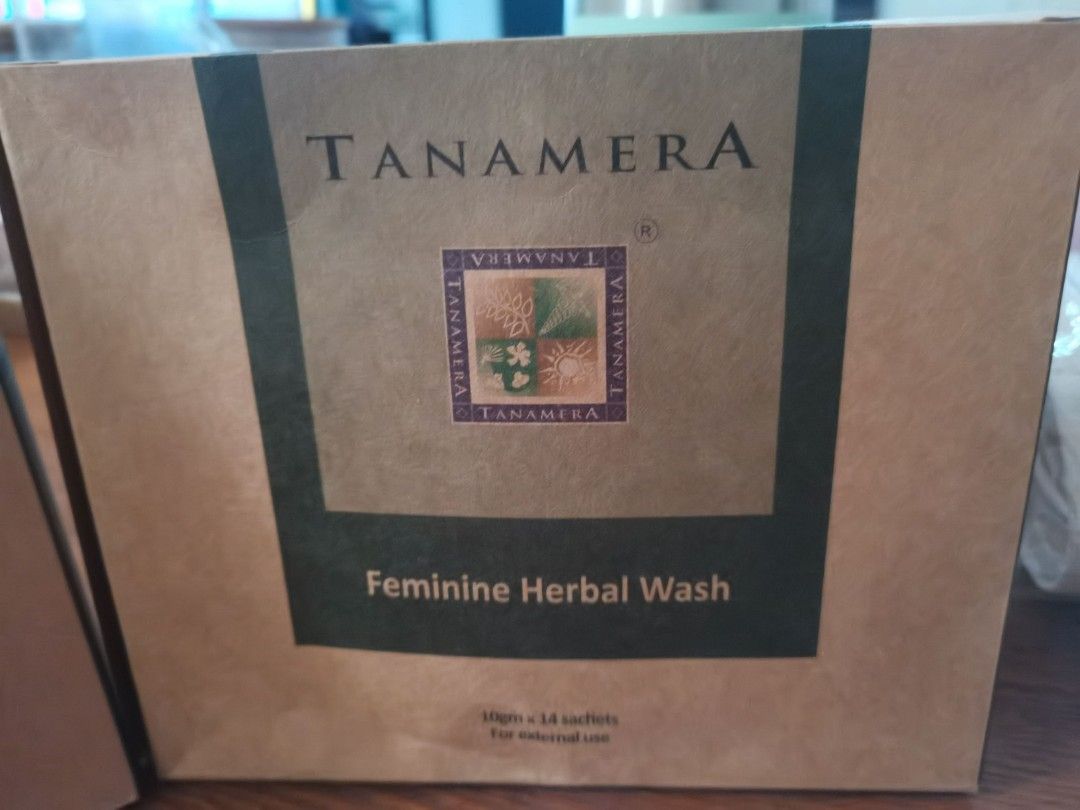 TANAMERA
®
TANAMERA
TANAMERA
TANAMERA
TANAMERA
Feminine Herbal Wash
10gm x 14 sachets
For external use